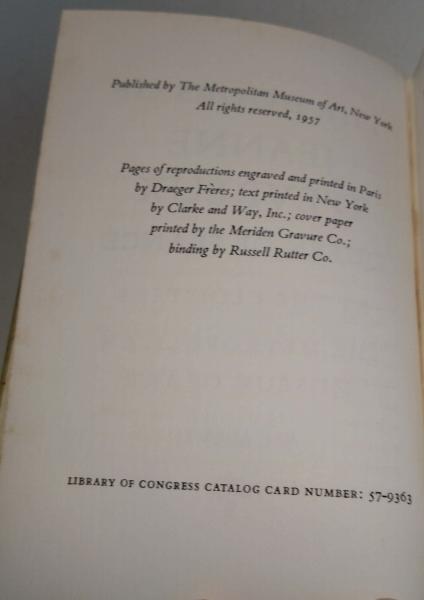 Published by The Metropolitan Museum of Art, New York
All rights reserved, 1957
Pages of reproductions engraved and printed in Paris
by Draeger Frères; text printed in New York
by Clarke and Way, Inc.; cover paper
printed by the Meriden Gravure Co.;
binding by Russell Rutter Co.
LIBRARY OF CONGRESS CATALOG CARD NUMBER: 57-9363